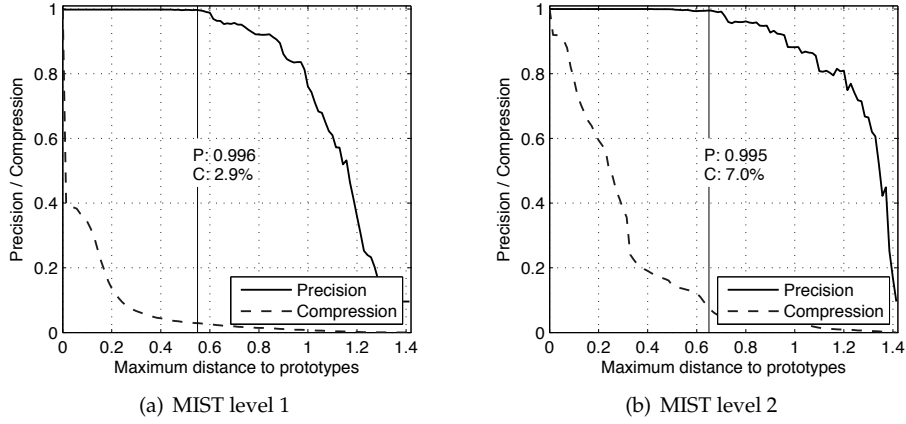 1
0.8
0.6
0.4
0.2
0
Precision / Compression
P: 0.996
C: 2.9%
Precision
Compression
0 0.2 0.4 0.6 0.8 1 1.2 1.4
Maximum distance to prototypes
(a) MIST level 1
1
0.8
0.6
0.4
0.2
0
Precision / Compression
P: 0.995
C: 7.0%
Precision
Compression
0 0.2 0.4 0.6 0.8 1 1.2 1.4
Maximum distance to prototypes
(b) MIST level 2